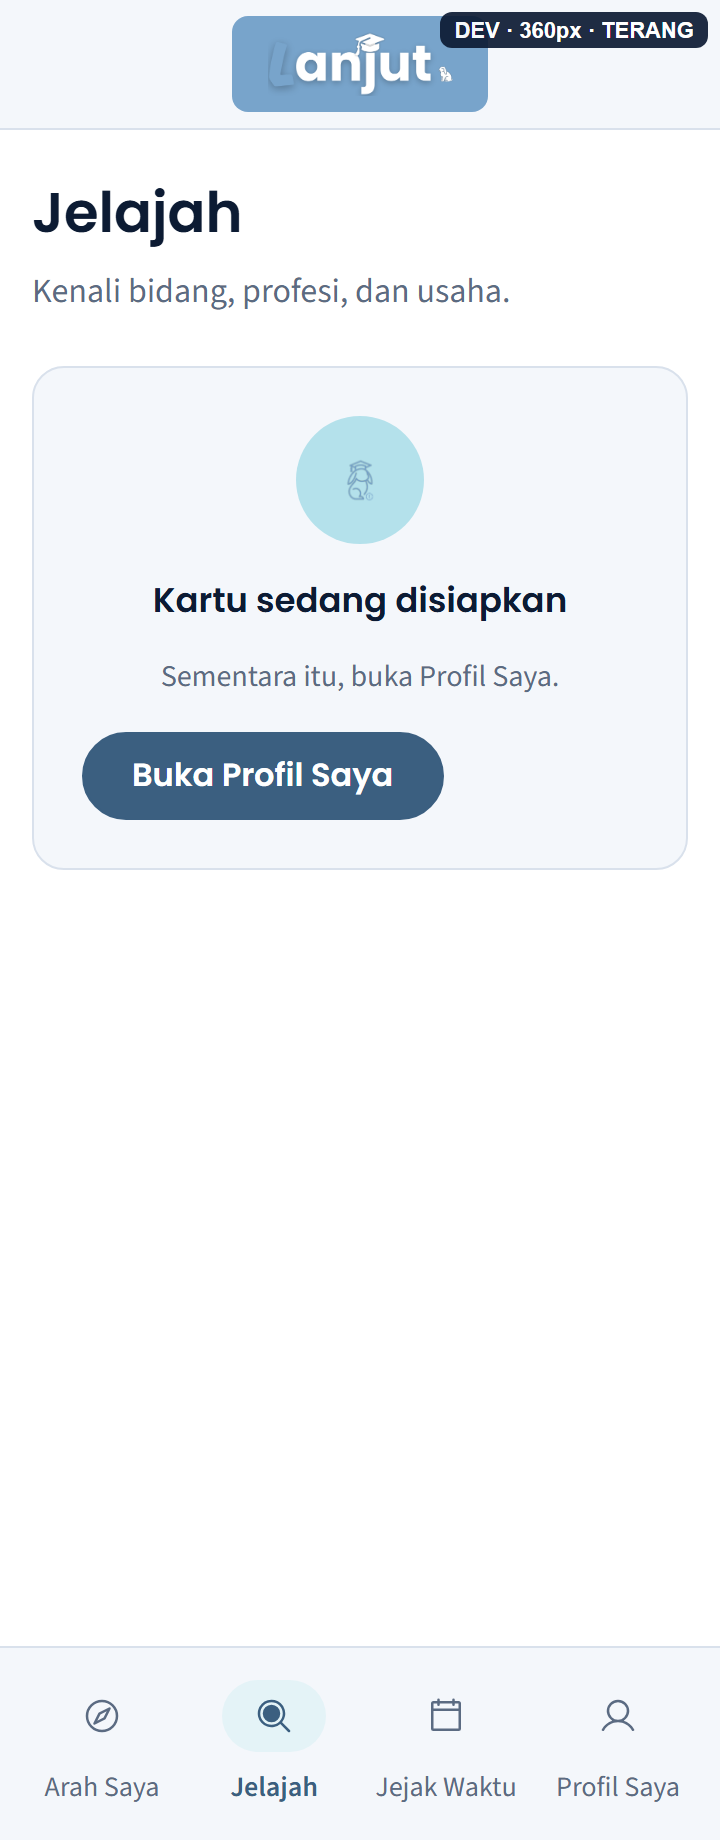 Lanjut
DEV · 360px · TERANG
Jelajah
Kenali bidang, profesi, dan usaha.
Kartu sedang disiapkan
Sementara itu, buka Profil Saya.
Buka Profil Saya
Arah Saya
Jelajah
Jejak Waktu
Profil Saya